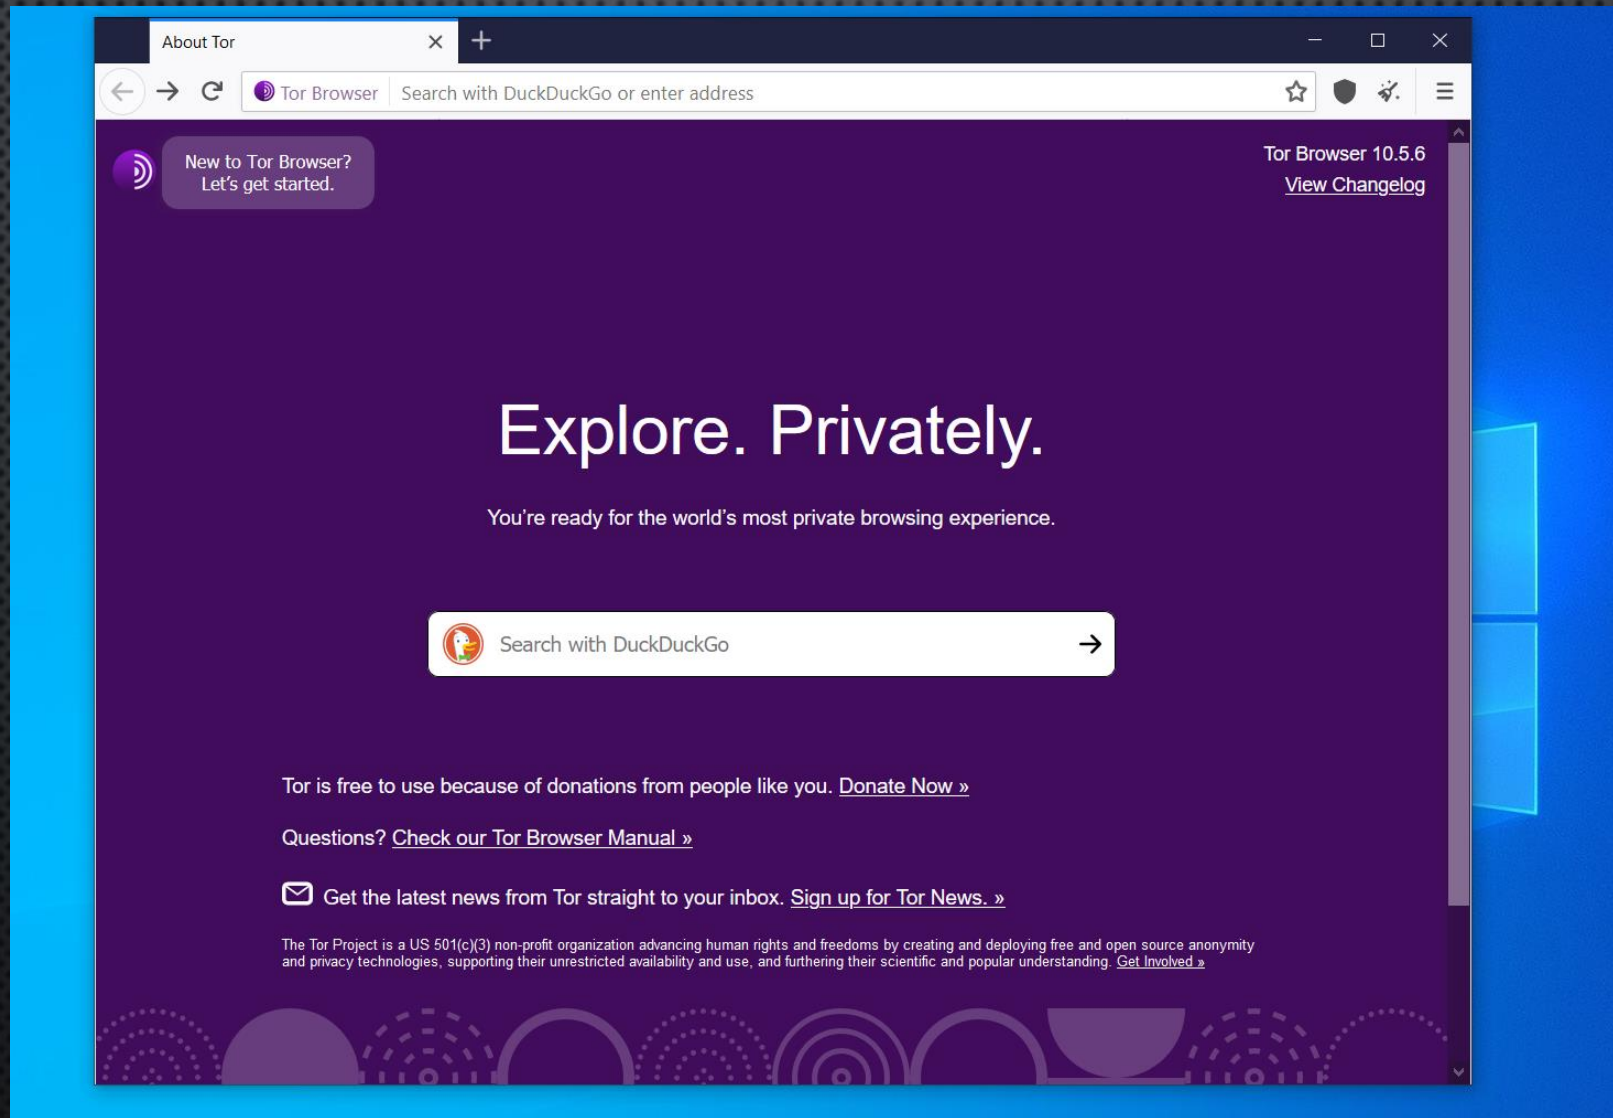 About Tor
Tor Browser
Search with DuckDuckGo or enter address
New to Tor Browser?
Let's get started.
Tor Browser 10.5.6
View Changelog
Explore. Privately.
You're ready for the world's most private browsing experience.
Search with DuckDuckGo
Tor is free to use because of donations from people like you. Donate Now »
Questions? Check our Tor Browser Manual »
Get the latest news from Tor straight to your inbox. Sign up for Tor News. »
The Tor Project is a US 501(c)(3) non-profit organization advancing human rights and freedoms by creating and deploying free and open source anonymity
and privacy technologies, supporting their unrestricted availability and use, and furthering their scientific and popular understanding. Get Involved »